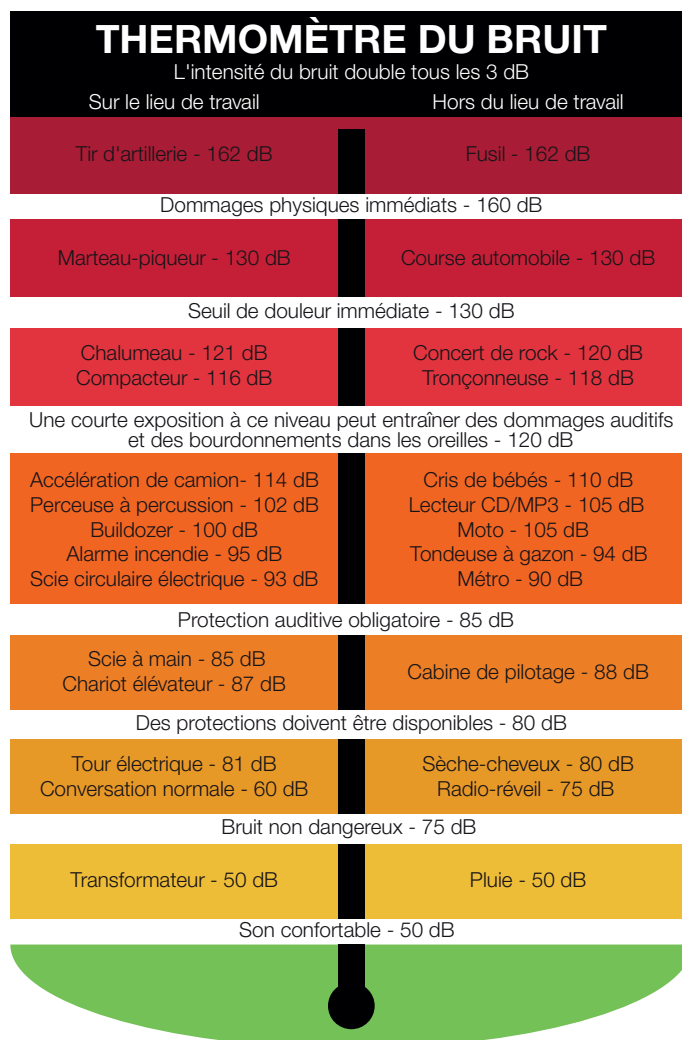 THERMOMÈTRE DU BRUIT
L'intensité du bruit double tous les 3 dB
Sur le lieu de travail
Hors du lieu de travail
Tir d'artillerie - 162 dB
Fusil - 162 dB
Dommages physiques immédiats - 160 dB
Marteau-piqueur - 130 dB
Course automobile - 130 dB
Seuil de douleur immédiate - 130 dB
Chalumeau - 121 dB
Compacteur - 116 dB
Concert de rock - 120 dB
Tronçonneuse - 118 dB
Une courte exposition à ce niveau peut entraîner des dommages auditifs
et des bourdonnements dans les oreilles - 120 dB
Accélération de camion- 114 dB
Perceuse à percussion - 102 dB
Buildozer - 100 dB
Alarme incendie - 95 dB
Scie circulaire électrique - 93 dB
Cris de bébés - 110 dB
Lecteur CD/MP3 - 105 dB
Moto - 105 dB
Tondeuse à gazon - 94 dB
Métro - 90 dB
Protection auditive obligatoire - 85 dB
Scie à main - 85 dB
Chariot élévateur - 87 dB
Cabine de pilotage - 88 dB
Des protections doivent être disponibles - 80 dB
Tour électrique - 81 dB
Conversation normale - 60 dB
Sèche-cheveux - 80 dB
Radio-réveil - 75 dB
Bruit non dangereux - 75 dB
Transformateur - 50 dB
Pluie - 50 dB
Son confortable - 50 dB